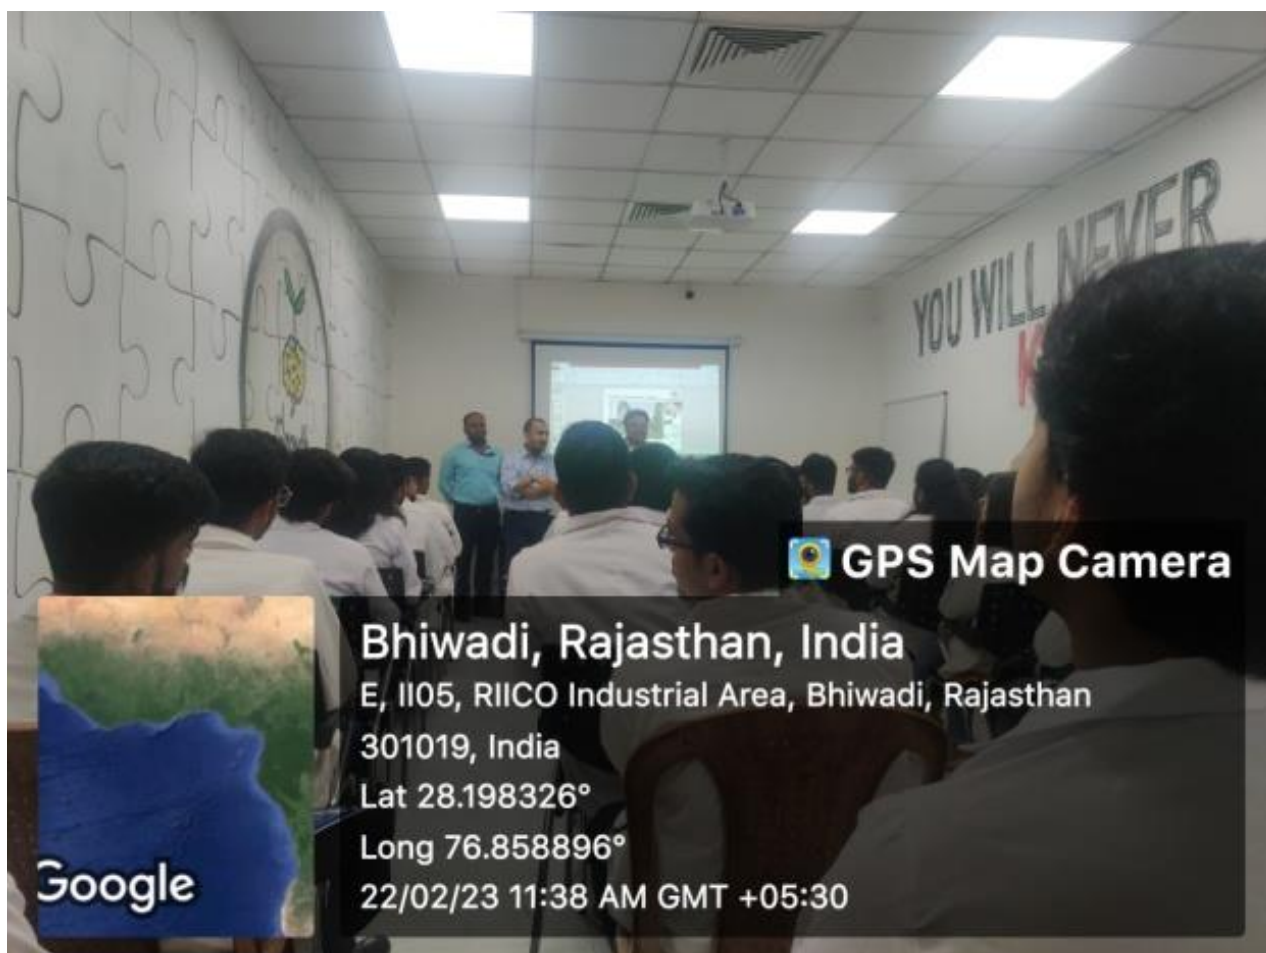 YOU WILL NEVER
GPS Map Camera
Bhiwadi, Rajasthan, India
E, II05, RIICO Industrial Area, Bhiwadi, Rajasthan
301019, India
Lat 28.198326°
Long 76.858896°
22/02/23 11:38 AM GMT +05:30
Google